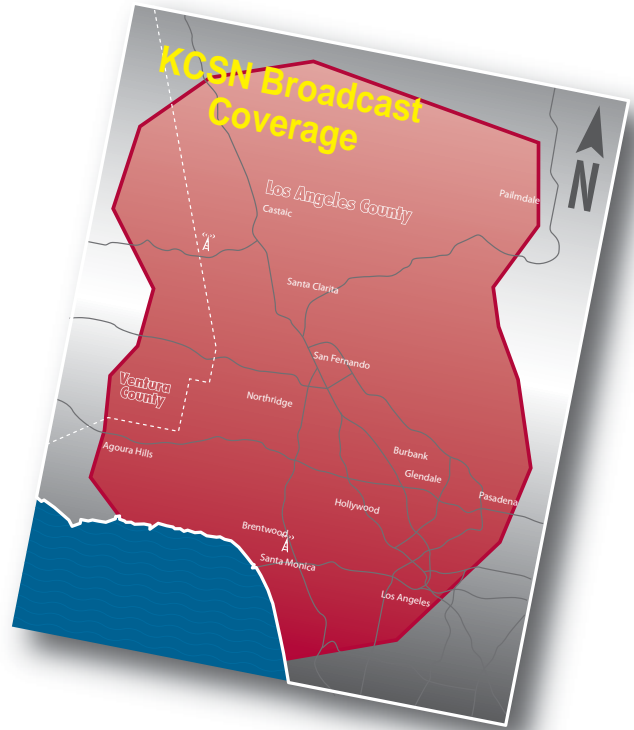 KCSN Broadcast
Coverage
N
Los Angeles County
Pallmdale
Castaic
Santa Clarita
San Fernando
Ventura
County
Northridge
Burbank
Agoura Hills
Glendale
Pasadena
Hollywood
Brentwood
Santa Monica
Los Angeles